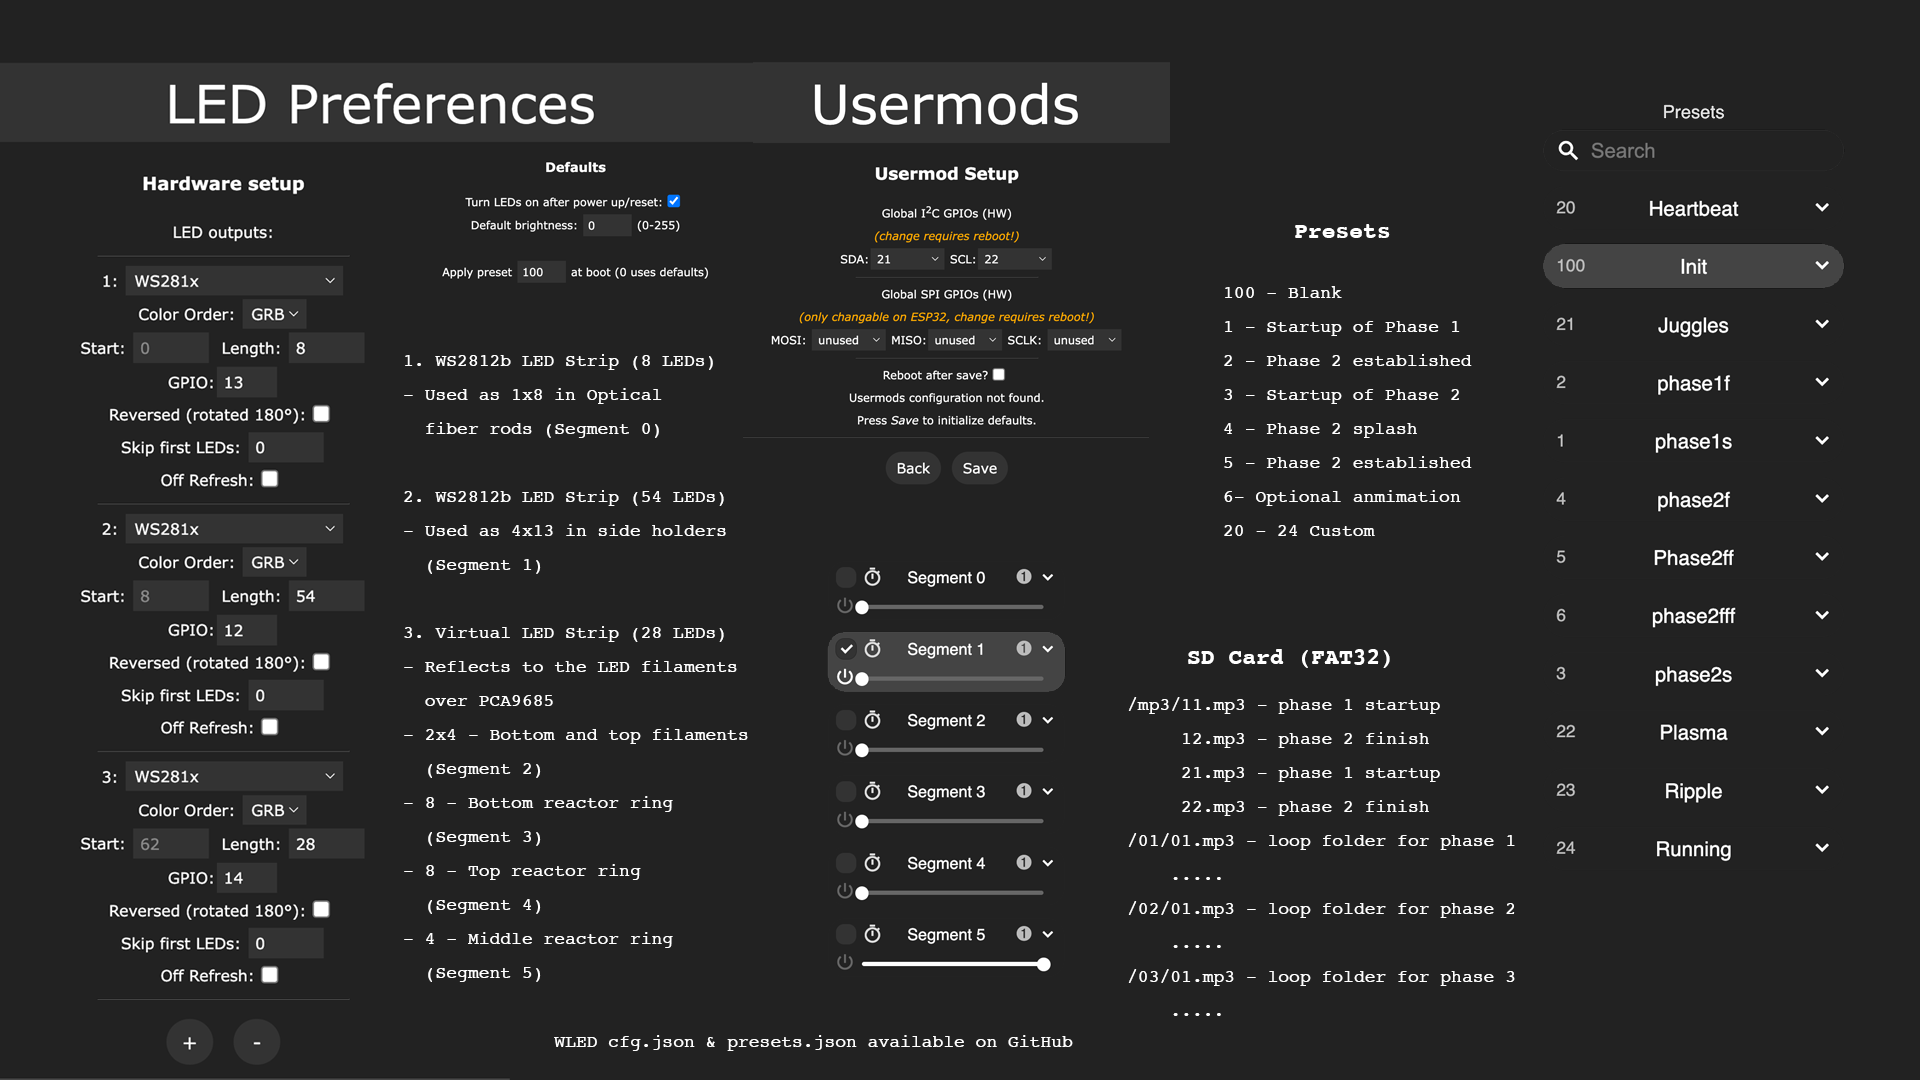 LED Preferences
Hardware setup
LED outputs:
1: WS281x
Color Order: GRB
Start: 0 Length: 8
GPIO: 13
Reversed (rotated 180°):
Skip first LEDs: 0
Off Refresh:
2: WS281x
Color Order: GRB
Start: 8 Length: 54
GPIO: 12
Reversed (rotated 180°):
Skip first LEDs: 0
Off Refresh:
3: WS281x
Color Order: GRB
Start: 62 Length: 28
GPIO: 14
Reversed (rotated 180°):
Skip first LEDs: 0
Off Refresh:
+ -
Defaults
Turn LEDs on after power up/reset:
Default brightness: 0 (0-255)
Apply preset 100 at boot (0 uses defaults)
1. WS2812b LED Strip (8 LEDs)
- Used as 1x8 in Optical
fiber rods (Segment 0)
2. WS2812b LED Strip (54 LEDs)
- Used as 4x13 in side holders
(Segment 1)
3. Virtual LED Strip (28 LEDs)
- Reflects to the LED filaments
over PCA9685
- 2x4 - Bottom and top filaments
(Segment 2)
- 8 - Bottom reactor ring
(Segment 3)
- 8 - Top reactor ring
(Segment 4)
- 4 - Middle reactor ring
(Segment 5)
Usermods
Usermod Setup
Global I²C GPIOs (HW)
(change requires reboot!)
SDA: 21 SCL: 22
Global SPI GPIOs (HW)
(only changable on ESP32, change requires reboot!)
MOSI: unused MISO: unused SCLK: unused
Reboot after save?
Usermods configuration not found.
Press Save to initialize defaults.
Back Save
Segment 0 1
Segment 1 1
Segment 2 1
Segment 3 1
Segment 4 1
Segment 5 1
Presets
100 - Blank
1 - Startup of Phase 1
2 - Phase 2 established
3 - Startup of Phase 2
4 - Phase 2 splash
5 - Phase 2 established
6- Optional anmimation
20 - 24 Custom
SD Card (FAT32)
/mp3/11.mp3 - phase 1 startup
12.mp3 - phase 2 finish
21.mp3 - phase 1 startup
22.mp3 - phase 2 finish
/01/01.mp3 - loop folder for phase 1
.....
/02/01.mp3 - loop folder for phase 2
.....
/03/01.mp3 - loop folder for phase 3
.....
Presets
Search
20 Heartbeat
100 Init
21 Juggles
2 phase1f
1 phase1s
4 phase2f
5 Phase2ff
6 phase2fff
3 phase2s
22 Plasma
23 Ripple
24 Running
WLED cfg.json & presets.json available on GitHub